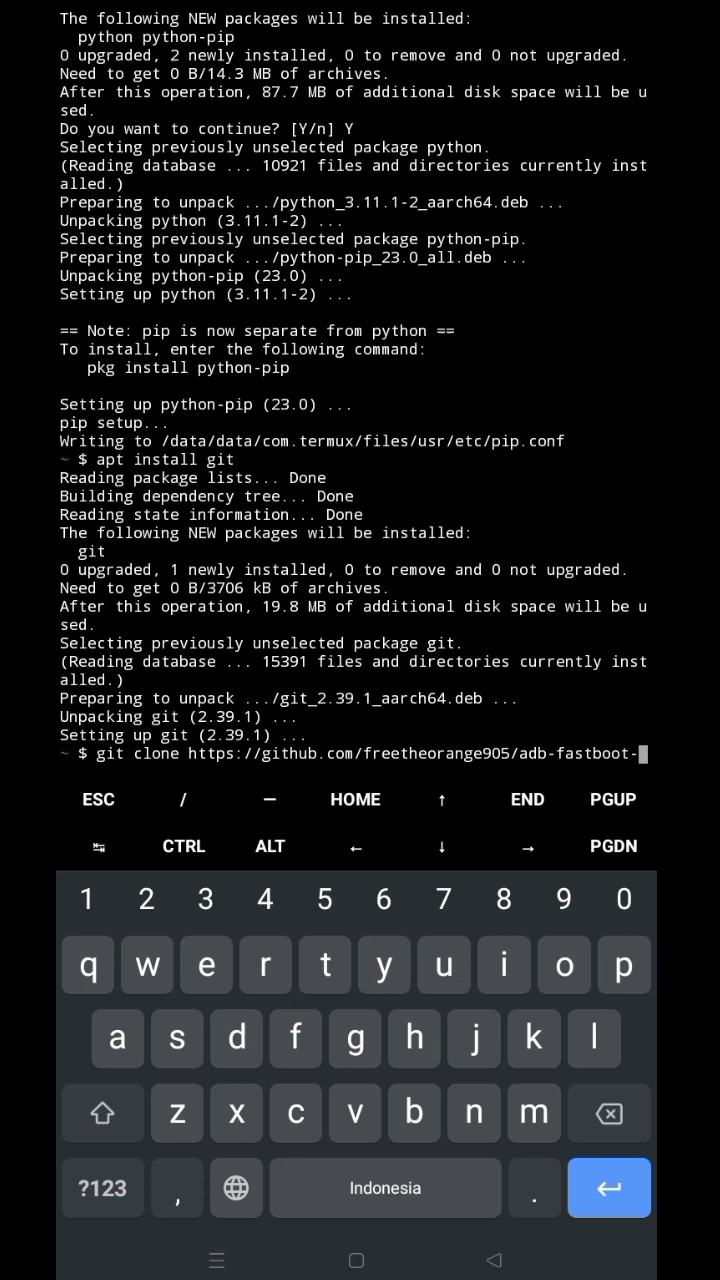 The following NEW packages will be installed:
  python python-pip
0 upgraded, 2 newly installed, 0 to remove and 0 not upgraded.
Need to get 0 B/14.3 MB of archives.
After this operation, 87.7 MB of additional disk space will be u
sed.
Do you want to continue? [Y/n] Y
Selecting previously unselected package python.
(Reading database ... 10921 files and directories currently inst
alled.)
Preparing to unpack .../python_3.11.1-2_aarch64.deb ...
Unpacking python (3.11.1-2) ...
Selecting previously unselected package python-pip.
Preparing to unpack .../python-pip_23.0_all.deb ...
Unpacking python-pip (23.0) ...
Setting up python (3.11.1-2) ...

== Note: pip is now separate from python ==
To install, enter the following command:
   pkg install python-pip

Setting up python-pip (23.0) ...
pip setup...
Writing to /data/data/com.termux/files/usr/etc/pip.conf
~ $ apt install git
Reading package lists... Done
Building dependency tree... Done
Reading state information... Done
The following NEW packages will be installed:
  git
0 upgraded, 1 newly installed, 0 to remove and 0 not upgraded.
Need to get 0 B/3706 kB of archives.
After this operation, 19.8 MB of additional disk space will be u
sed.
Selecting previously unselected package git.
(Reading database ... 15391 files and directories currently inst
alled.)
Preparing to unpack .../git_2.39.1_aarch64.deb ...
Unpacking git (2.39.1) ...
Setting up git (2.39.1) ...
~ $ git clone https://github.com/freetheorange905/adb-fastboot-
ESC / — HOME ↑ END PGUP
↹ CTRL ALT ← ↓ → PGDN
1 2 3 4 5 6 7 8 9 0
q w e r t y u i o p
a s d f g h j k l
z x c v b n m
?123 , Indonesia .